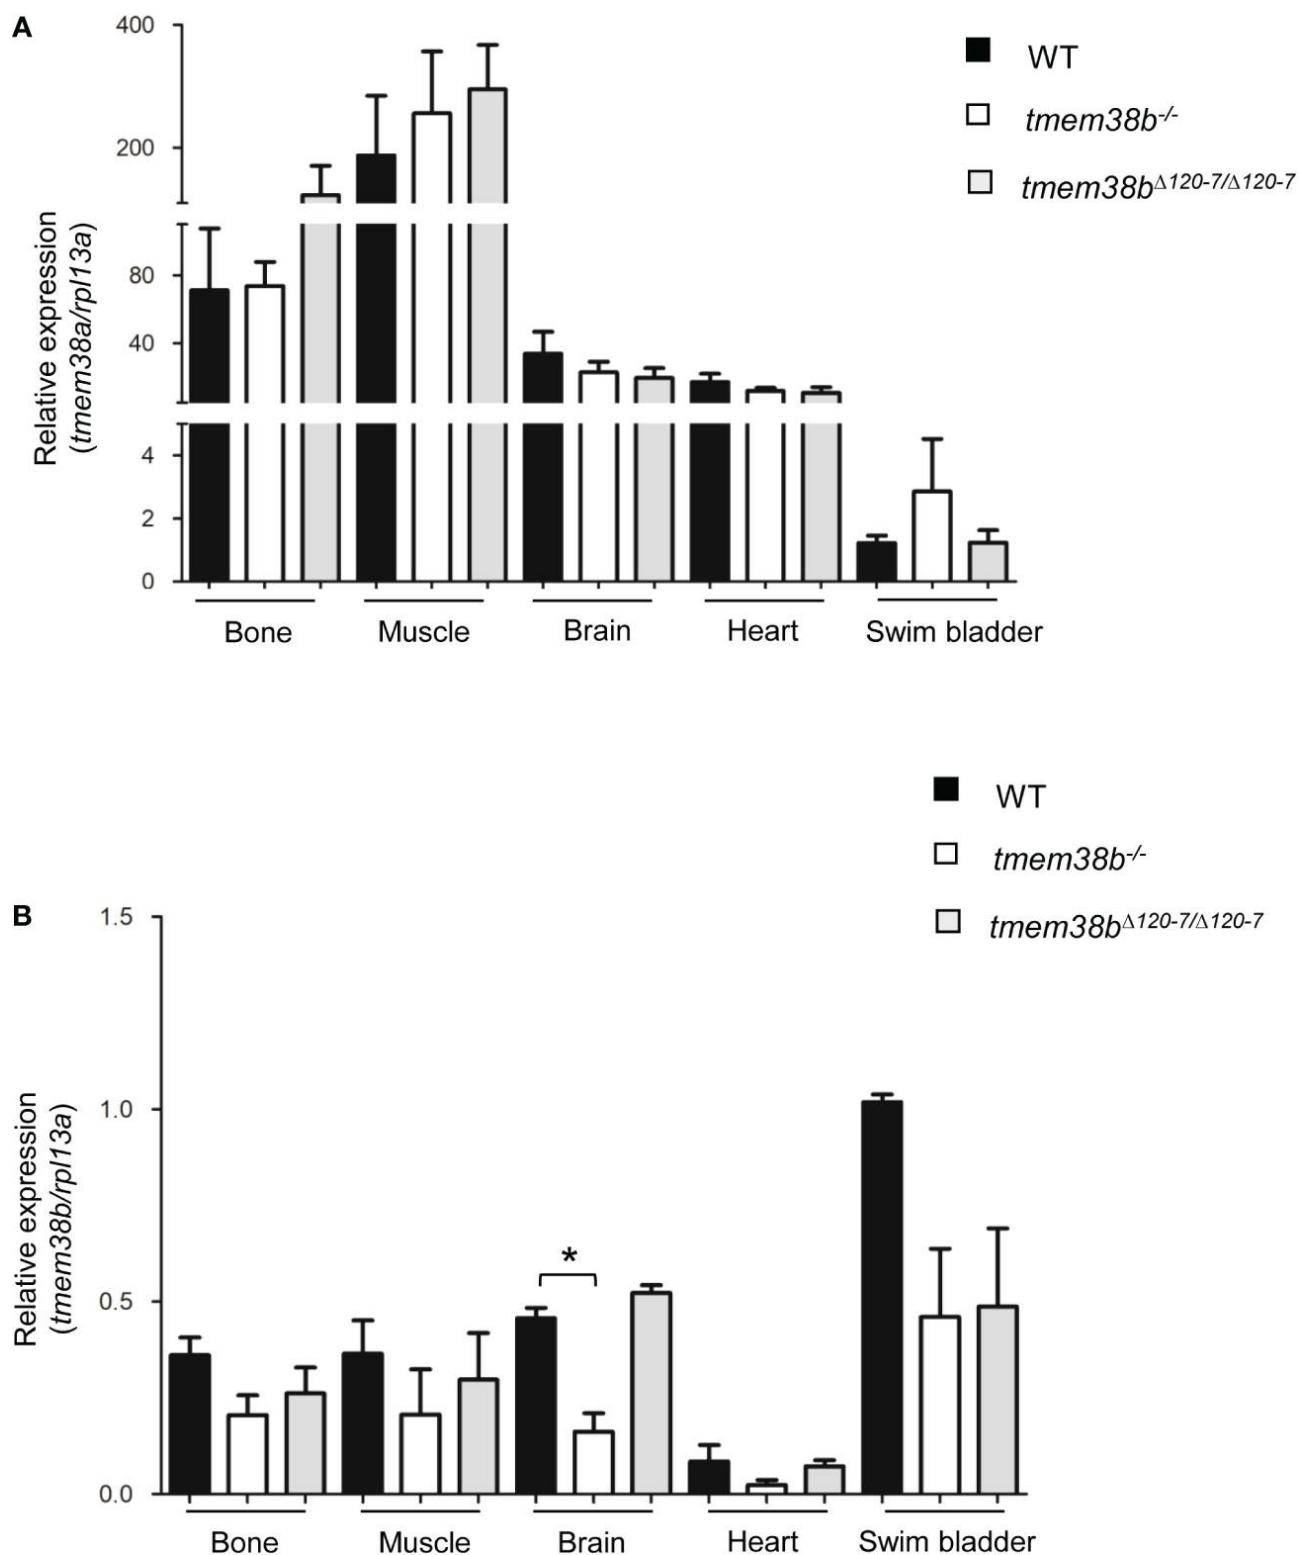 A
400
200
80
40
4
2
0
Relative expression
(tmem38a/rpl13a)
WT
tmem38b-/-
tmem38bΔ120-7/Δ120-7
Bone Muscle Brain Heart Swim bladder
WT
tmem38b-/-
tmem38bΔ120-7/Δ120-7
B
1.5
1.0
0.5
0.0
Relative expression
(tmem38b/rpl13a)
*
Bone Muscle Brain Heart Swim bladder